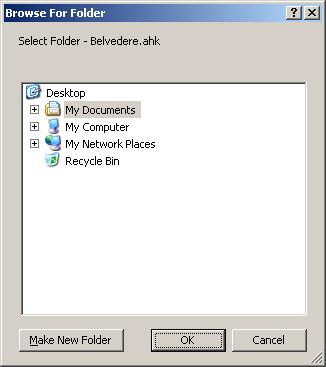 Browse For Folder
Select Folder - Belvedere.ahk
Desktop
My Documents
My Computer
My Network Places
Recycle Bin
Make New Folder OK Cancel